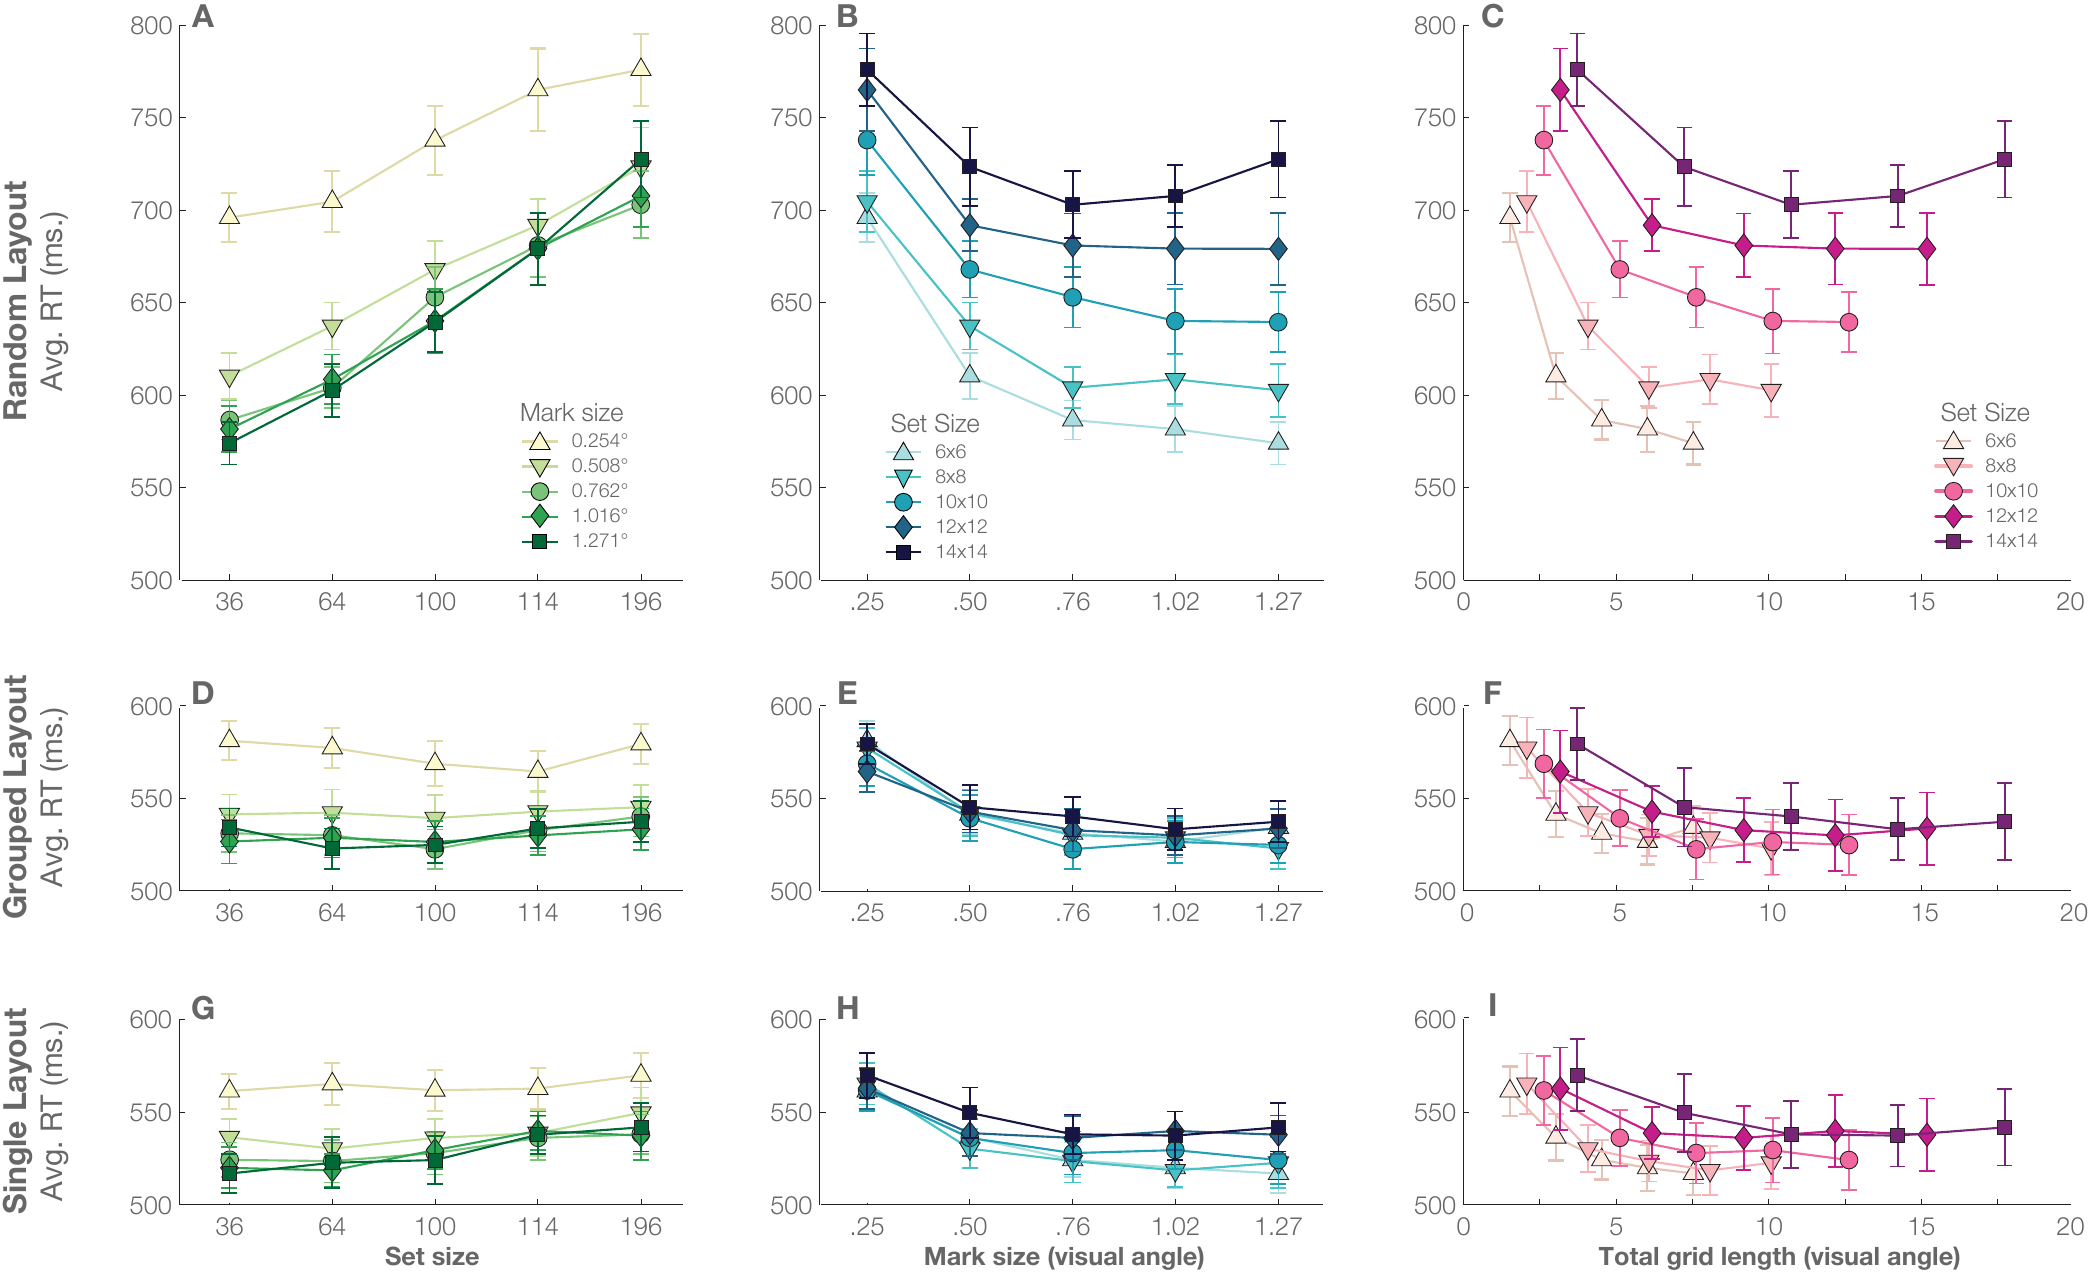 A
Random Layout
Avg. RT (ms.)
800
750
700
650
600
550
500
36 64 100 114 196
Mark size
0.254°
0.508°
0.762°
1.016°
1.271°
B
800
750
700
650
600
550
500
.25 .50 .76 1.02 1.27
Set Size
6x6
8x8
10x10
12x12
14x14
C
800
750
700
650
600
550
500
0 5 10 15 20
Set Size
6x6
8x8
10x10
12x12
14x14
D
Grouped Layout
Avg. RT (ms.)
600
550
500
36 64 100 114 196
E
600
550
500
.25 .50 .76 1.02 1.27
F
600
550
500
0 5 10 15 20
G
Single Layout
Avg. RT (ms.)
600
550
500
36 64 100 114 196
Set size
H
600
550
500
.25 .50 .76 1.02 1.27
Mark size (visual angle)
I
600
550
500
0 5 10 15 20
Total grid length (visual angle)